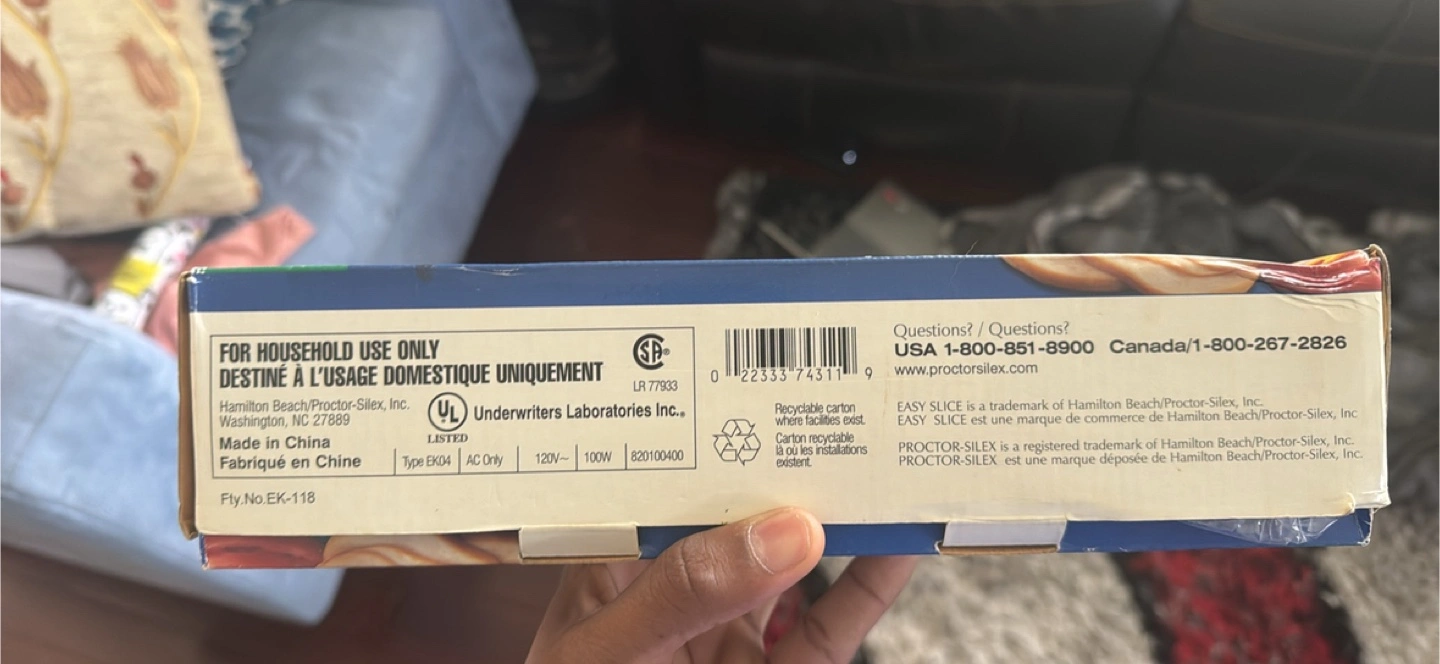 FOR HOUSEHOLD USE ONLY
DESTINÉ À L'USAGE DOMESTIQUE UNIQUEMENT
SA®
LR 77933
Hamilton Beach/Proctor-Silex, Inc.
Washington, NC 27889
UL Underwriters Laboratories Inc.®
LISTED
Made in China
Fabriqué en Chine
Type EK04 AC Only 120V~ 100W 820100400
Fty.No.EK-118
0 22333 74311 9
Recyclable carton
where facilities exist.
Carton recyclable
là où les installations
existent.
Questions? / Questions?
USA 1-800-851-8900 Canada/1-800-267-2826
www.proctorsilex.com
EASY SLICE is a trademark of Hamilton Beach/Proctor-Silex, Inc.
EASY SLICE est une marque de commerce de Hamilton Beach/Proctor-Silex, Inc
PROCTOR-SILEX is a registered trademark of Hamilton Beach/Proctor-Silex, Inc.
PROCTOR-SILEX est une marque déposée de Hamilton Beach/Proctor-Silex, Inc.